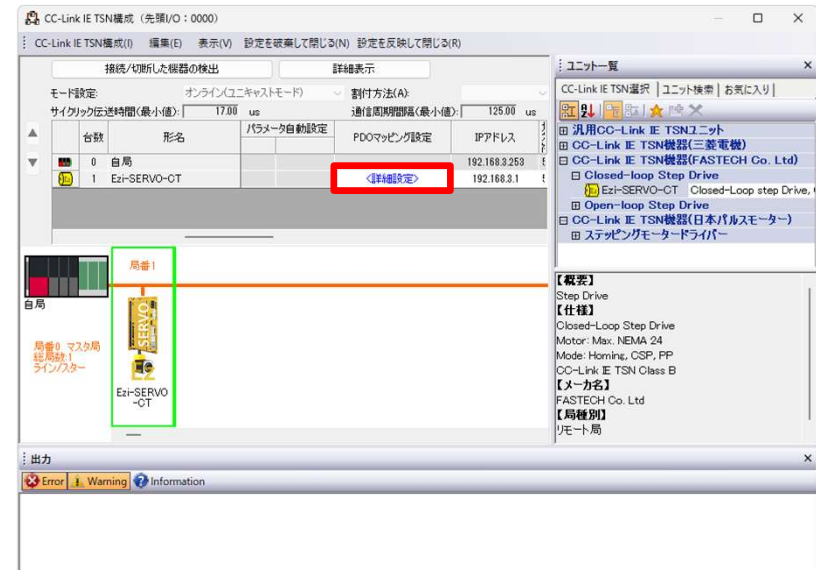 CC-Link IE TSN構成（先頭I/O：0000）
CC-Link IE TSN構成(I) 編集(E) 表示(V) 設定を破棄して閉じる(N) 設定を反映して閉じる(R)
接続/切断した機器の検出 詳細表示
モード設定: オンライン(ユニキャストモード) 割付方法(A):
サイクリック伝送時間(最小値): 17.00 us 通信周期間隔(最小値): 125.00 us
台数 形名 パラメータ自動設定 PDOマッピング設定 IPアドレス
0 自局 192.168.3.253
1 Ezi-SERVO-CT <詳細設定> 192.168.3.1
局番1
自局
局番0 マスタ局
総局数:1
ライン/スター
SERVO
Ezi-SERVO
-CT
ユニット一覧
CC-Link IE TSN選択 ユニット検索 お気に入り
汎用CC-Link IE TSNユニット
CC-Link IE TSN機器(三菱電機)
CC-Link IE TSN機器(FASTECH Co. Ltd)
Closed-loop Step Drive
Ezi-SERVO-CT Closed-Loop step Drive,
Open-loop Step Drive
CC-Link IE TSN機器(日本パルスモーター)
ステッピングモータードライバー
【概要】
Step Drive
【仕様】
Closed-Loop Step Drive
Motor: Max. NEMA 24
Mode: Homing, CSP, PP
CC-Link IE TSN Class B
【メーカ名】
FASTECH Co. Ltd
【局種別】
リモート局
出力
Error Warning Information